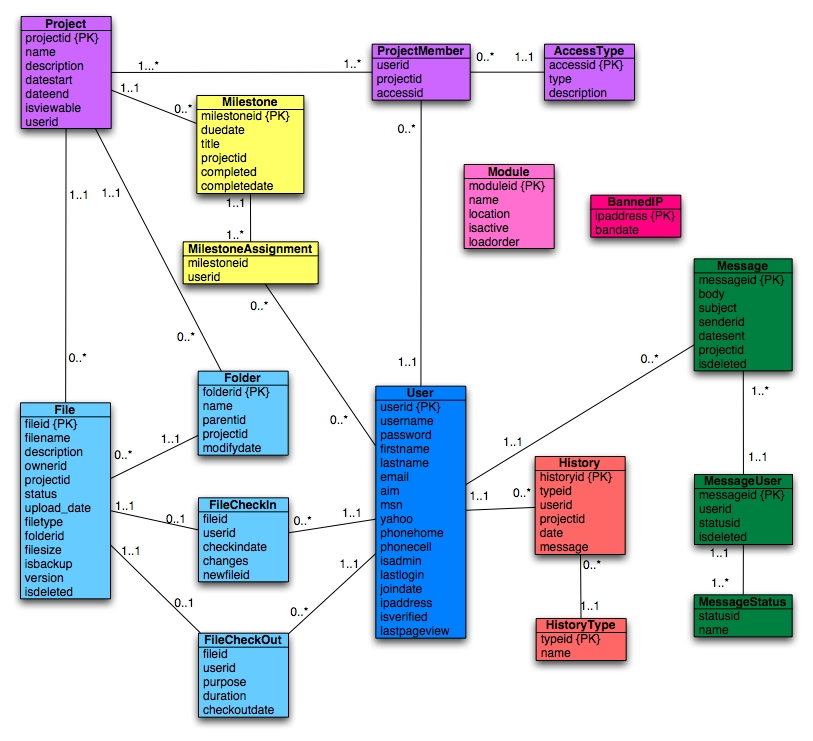 Project
projectid {PK}
name
description
datestart
dateend
isviewable
userid
1...*
1..*
ProjectMember
userid
projectid
accessid
0..*
1..1
AccessType
accessid {PK}
type
description
1..1
0..*
Milestone
milestoneid {PK}
duedate
title
projectid
completed
completedate
0..*
1..1
1..*
MilestoneAssignment
milestoneid
userid
Module
moduleid {PK}
name
location
isactive
loadorder
BannedIP
ipaddress {PK}
bandate
1..1
1..1
0..*
0..*
0..*
0..*
1..1
Message
messageid {PK}
body
subject
senderid
datesent
projectid
isdeleted
0..*
1..1
1..*
1..1
Folder
folderid {PK}
name
parentid
projectid
modifydate
File
fileid {PK}
filename
description
ownerid
projectid
status
upload_date
filetype
folderid
filesize
isbackup
version
isdeleted
0..*
1..1
1..1
0..1
1..1
0..1
FileCheckIn
fileid
userid
checkindate
changes
newfileid
0..*
1..1
FileCheckOut
fileid
userid
purpose
duration
checkoutdate
0..*
1..1
User
userid {PK}
username
password
firstname
lastname
email
aim
msn
yahoo
phonehome
phonecell
isadmin
lastlogin
joindate
ipaddress
isverified
lastpageview
1..1
0..*
History
historyid {PK}
typeid
userid
projectid
date
message
0..*
1..1
HistoryType
typeid {PK}
name
MessageUser
messageid {PK}
userid
statusid
isdeleted
1..1
1..*
MessageStatus
statusid
name